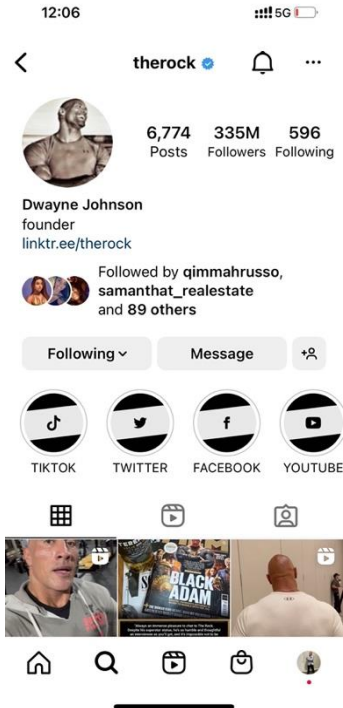 12:06
5G
therock
6,774 335M 596
Posts Followers Following
Dwayne Johnson
founder
linktr.ee/therock
Followed by qimmahrusso,
samanthat_realestate
and 89 others
Following Message
TIKTOK TWITTER FACEBOOK YOUTUBE
BLACK
ADAM